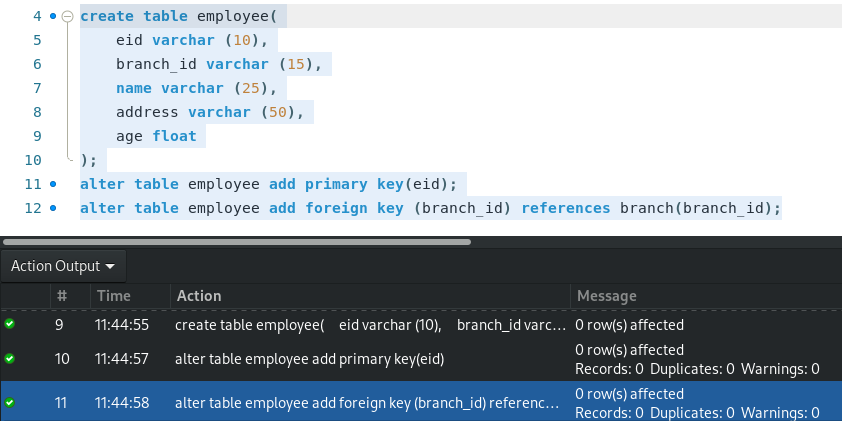 4 create table employee(
5 eid varchar (10),
6 branch_id varchar (15),
7 name varchar (25),
8 address varchar (50),
9 age float
10 );
11 alter table employee add primary key(eid);
12 alter table employee add foreign key (branch_id) references branch(branch_id);
Action Output
# Time Action Message
9 11:44:55 create table employee( eid varchar (10), branch_id varc... 0 row(s) affected
10 11:44:57 alter table employee add primary key(eid) 0 row(s) affected
Records: 0 Duplicates: 0 Warnings: 0
11 11:44:58 alter table employee add foreign key (branch_id) referenc... 0 row(s) affected
Records: 0 Duplicates: 0 Warnings: 0